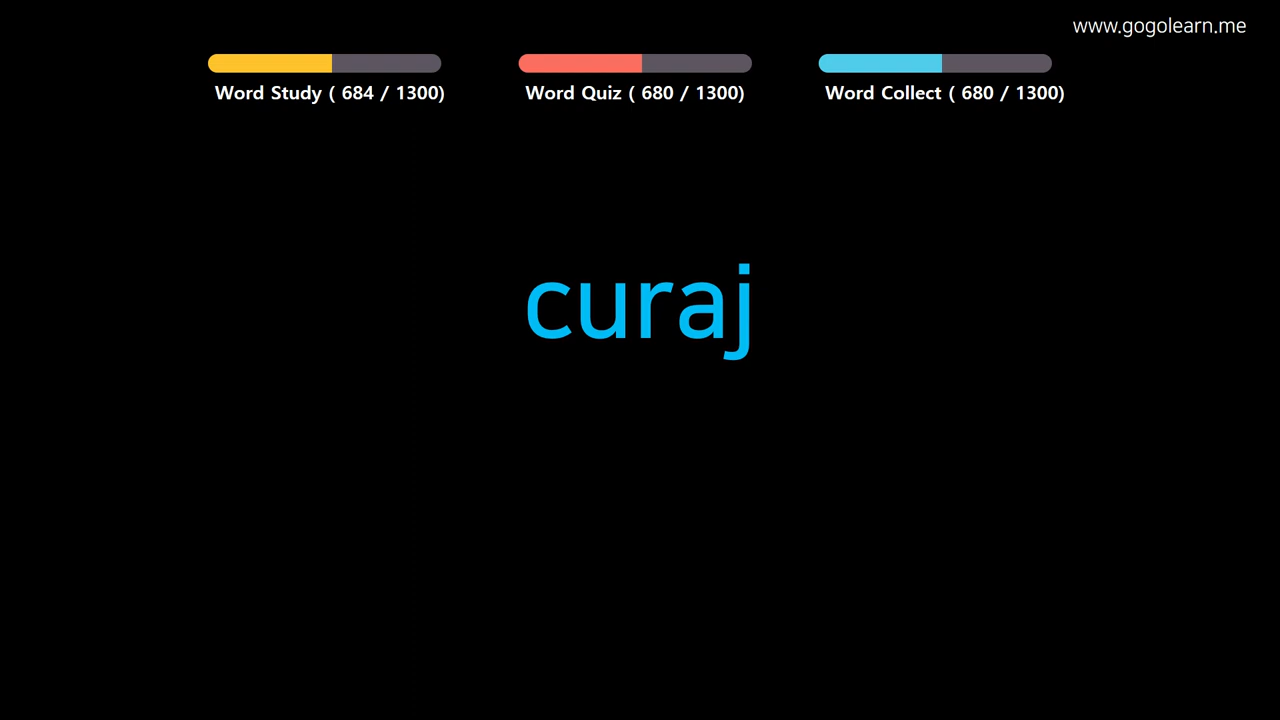 www.gogolearn.me
Word Study ( 684 / 1300)
Word Quiz ( 680 / 1300)
Word Collect ( 680 / 1300)
curaj